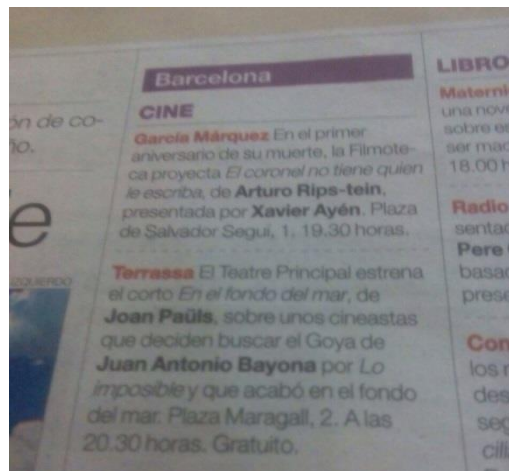 ón de co-
ño.
IZQUIERDO
Barcelona
CINE
García Márquez En el primer
aniversario de su muerte, la Filmote-
ca proyecta El coronel no tiene quien
le escriba, de Arturo Rips-tein,
presentada por Xavier Ayén. Plaza
de Salvador Seguí, 1. 19.30 horas.
Terrassa El Teatre Principal estrena
el corto En el fondo del mar, de
Joan Paüls, sobre unos cineastas
que deciden buscar el Goya de
Juan Antonio Bayona por Lo
imposible y que acabó en el fondo
del mar. Plaza Maragall, 2. A las
20.30 horas. Gratuito.
LIBRO
Materni
una nov
sobre
ser mad
18.00 h
Radio
senta
Pere
basa
prese
Con
los
des
seg
cil